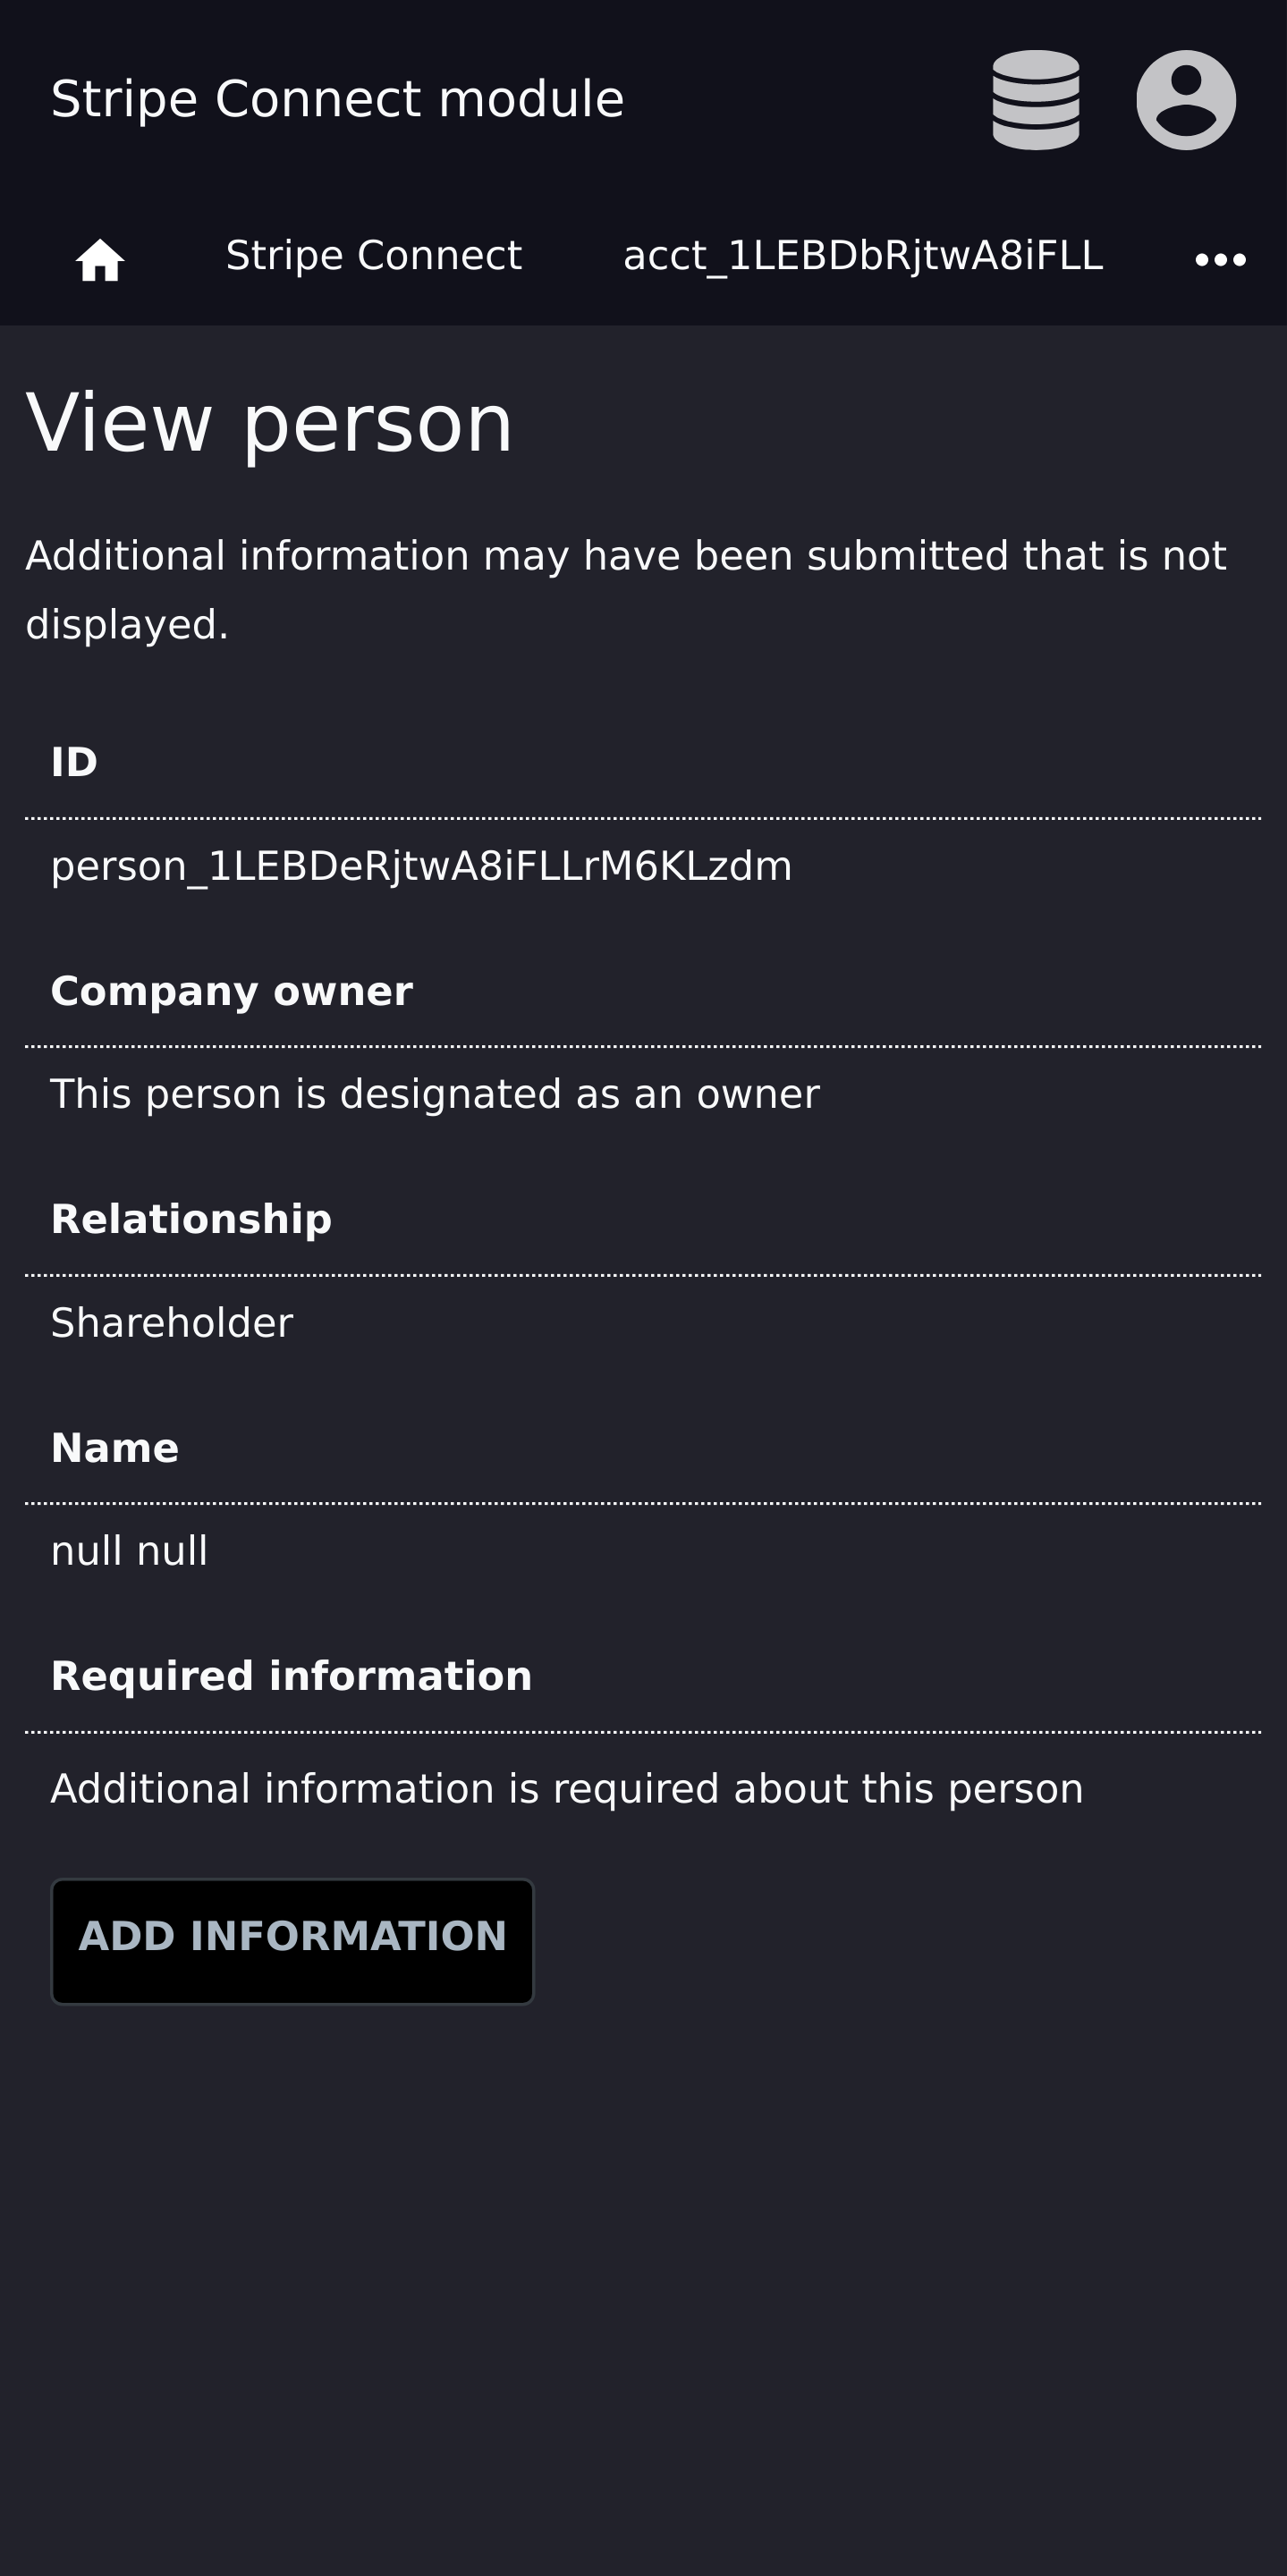 Stripe Connect module
Stripe Connect acct_1LEBDbRjtwA8iFLL
View person
Additional information may have been submitted that is not
displayed.
ID
person_1LEBDeRjtwA8iFLLrM6KLzdm
Company owner
This person is designated as an owner
Relationship
Shareholder
Name
null null
Required information
Additional information is required about this person
ADD INFORMATION